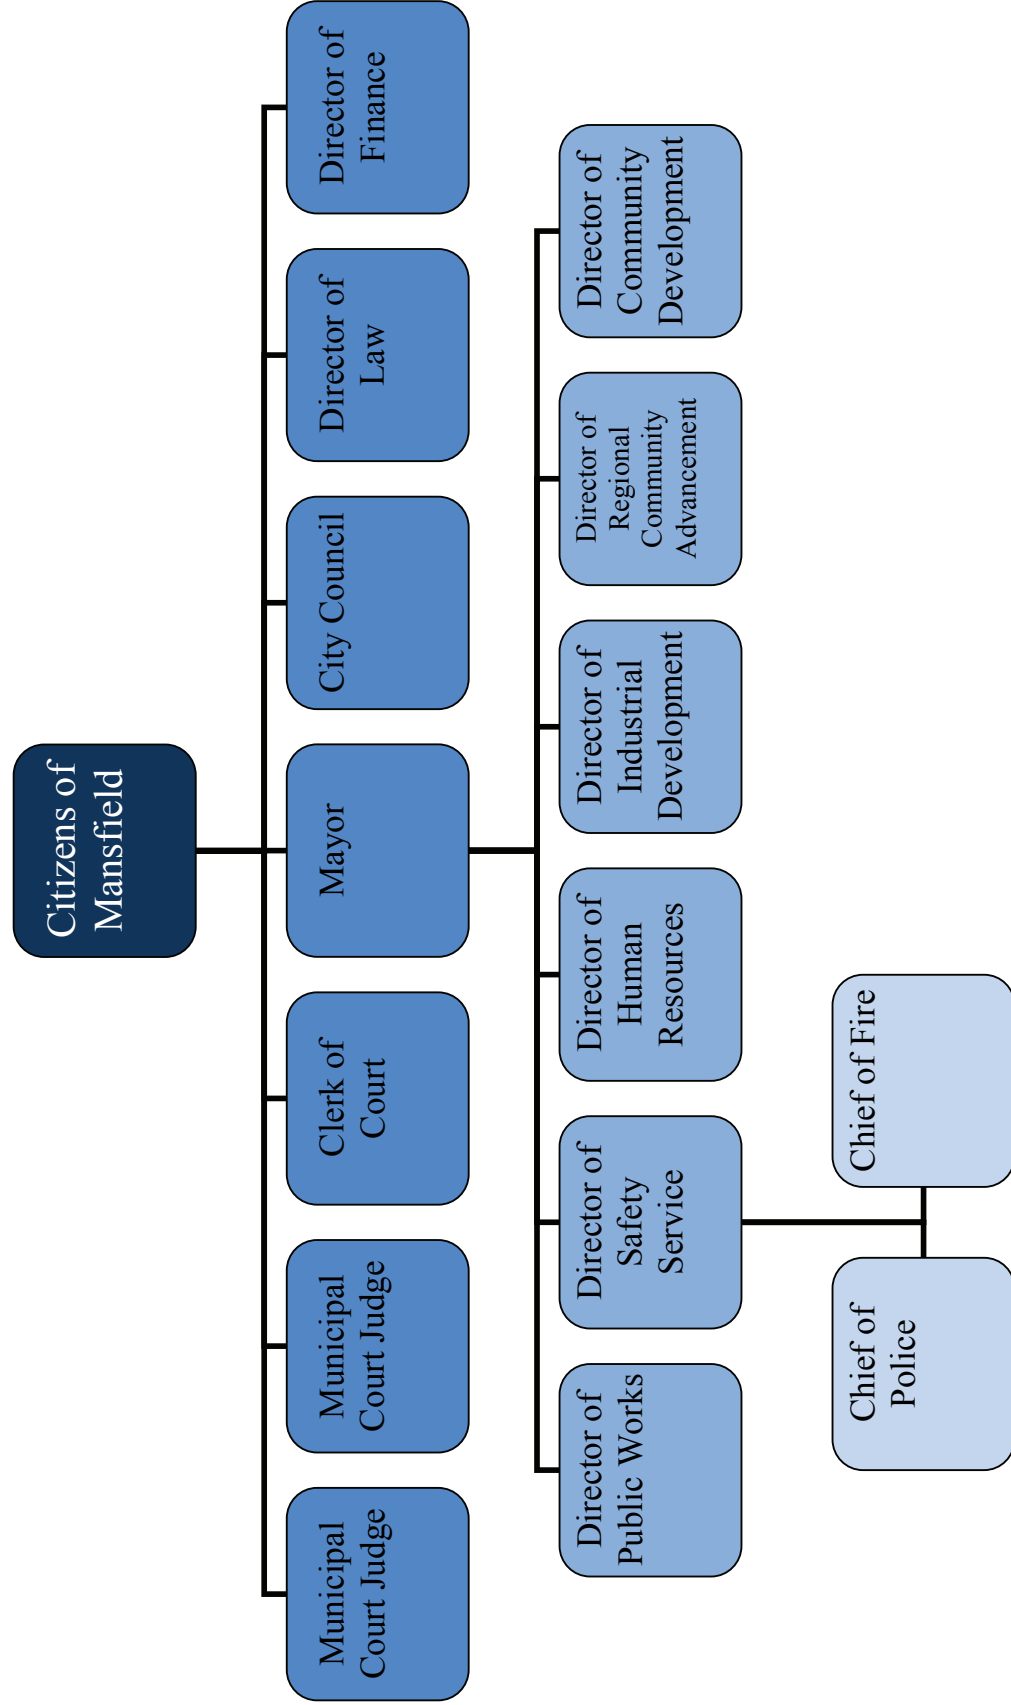 Citizens of
Mansfield
Municipal
Court Judge
Municipal
Court Judge
Clerk of
Court
Mayor
City Council
Director of
Law
Director of
Finance
Director of
Public Works
Director of
Safety
Service
Director of
Human
Resources
Director of
Industrial
Development
Director of
Regional
Community
Advancement
Director of
Community
Development
Chief of
Police
Chief of Fire